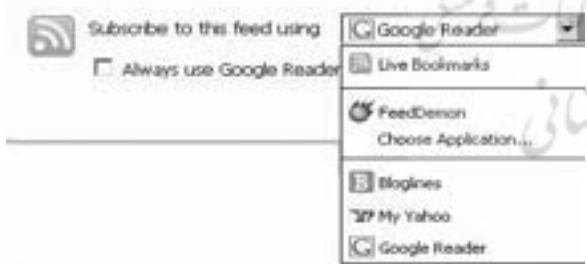 Subscribe to this feed using
Google Reader
Always use Google Reader
Live Bookmarks
FeedDemon
Choose Application...
Bloglines
My Yahoo
Google Reader